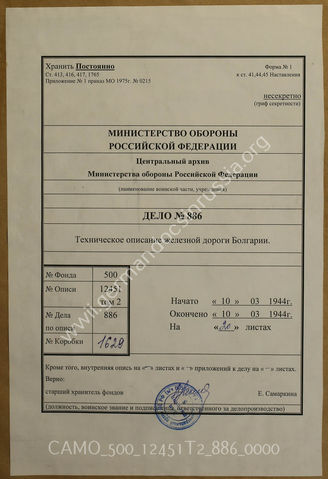 Хранить Постоянно
Ст. 413, 416, 417, 1765
Приложение № 1 приказ МО 1975г. № 0215
Форма № 1
к ст. 41,44,45 Наставления
несекретно
(гриф секретности)
МИНИСТЕРСТВО ОБОРОНЫ
РОССИЙСКОЙ ФЕДЕРАЦИИ
Центральный архив
Министерства обороны Российской Федерации
(наименование воинской части, учреждения)
ДЕЛО № 886
Техническое описание железной дороги Болгарии.
№ Фонда 500
№ Описи 12451
том 2
№ Дела 886
по описи
№ Коробки 1629
Начато « 10 » 03 1944г.
Окончено « 10 » 03 1944г.
На « 20 » листах
Кроме того, внутренняя опись на «–» листах и « – » приложений к делу на « – » листах.
Верно:
старший хранитель фондов Е. Самаркина
(должность, воинское звание и подпись ответственного за делопроизводство)
CAMO_500_12451T2_886_0000